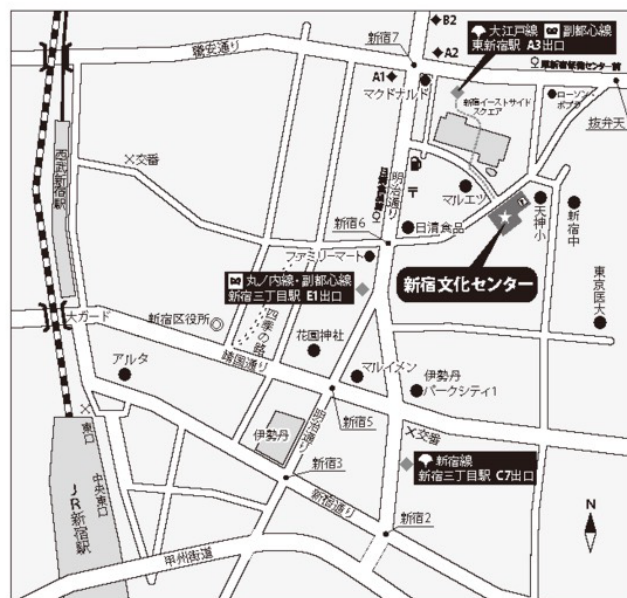 B2
大江戸線 副都心線
東新宿駅 A3出口
新宿7
職安通り
A2
A1
マクドナルド
新宿イーストサイド
スクエア
ローソン・
ポプラ
抜弁天
西武新宿駅
交番
明治通り
〒
マルエツ
日清食品
天神小
新宿中
新宿6
ファミリーマート
新宿文化センター
丸ノ内線・副都心線
新宿三丁目駅 E1出口
東京医大
大ガード
新宿区役所
四季の路
花園神社
靖国通り
アルタ
マルイメン
伊勢丹
パークシティ1
伊勢丹
明治通り
新宿5
交番
東口
新宿3
新宿線
新宿三丁目駅 C7出口
中央東口
JR新宿駅
新宿通り
新宿2
甲州街道
N